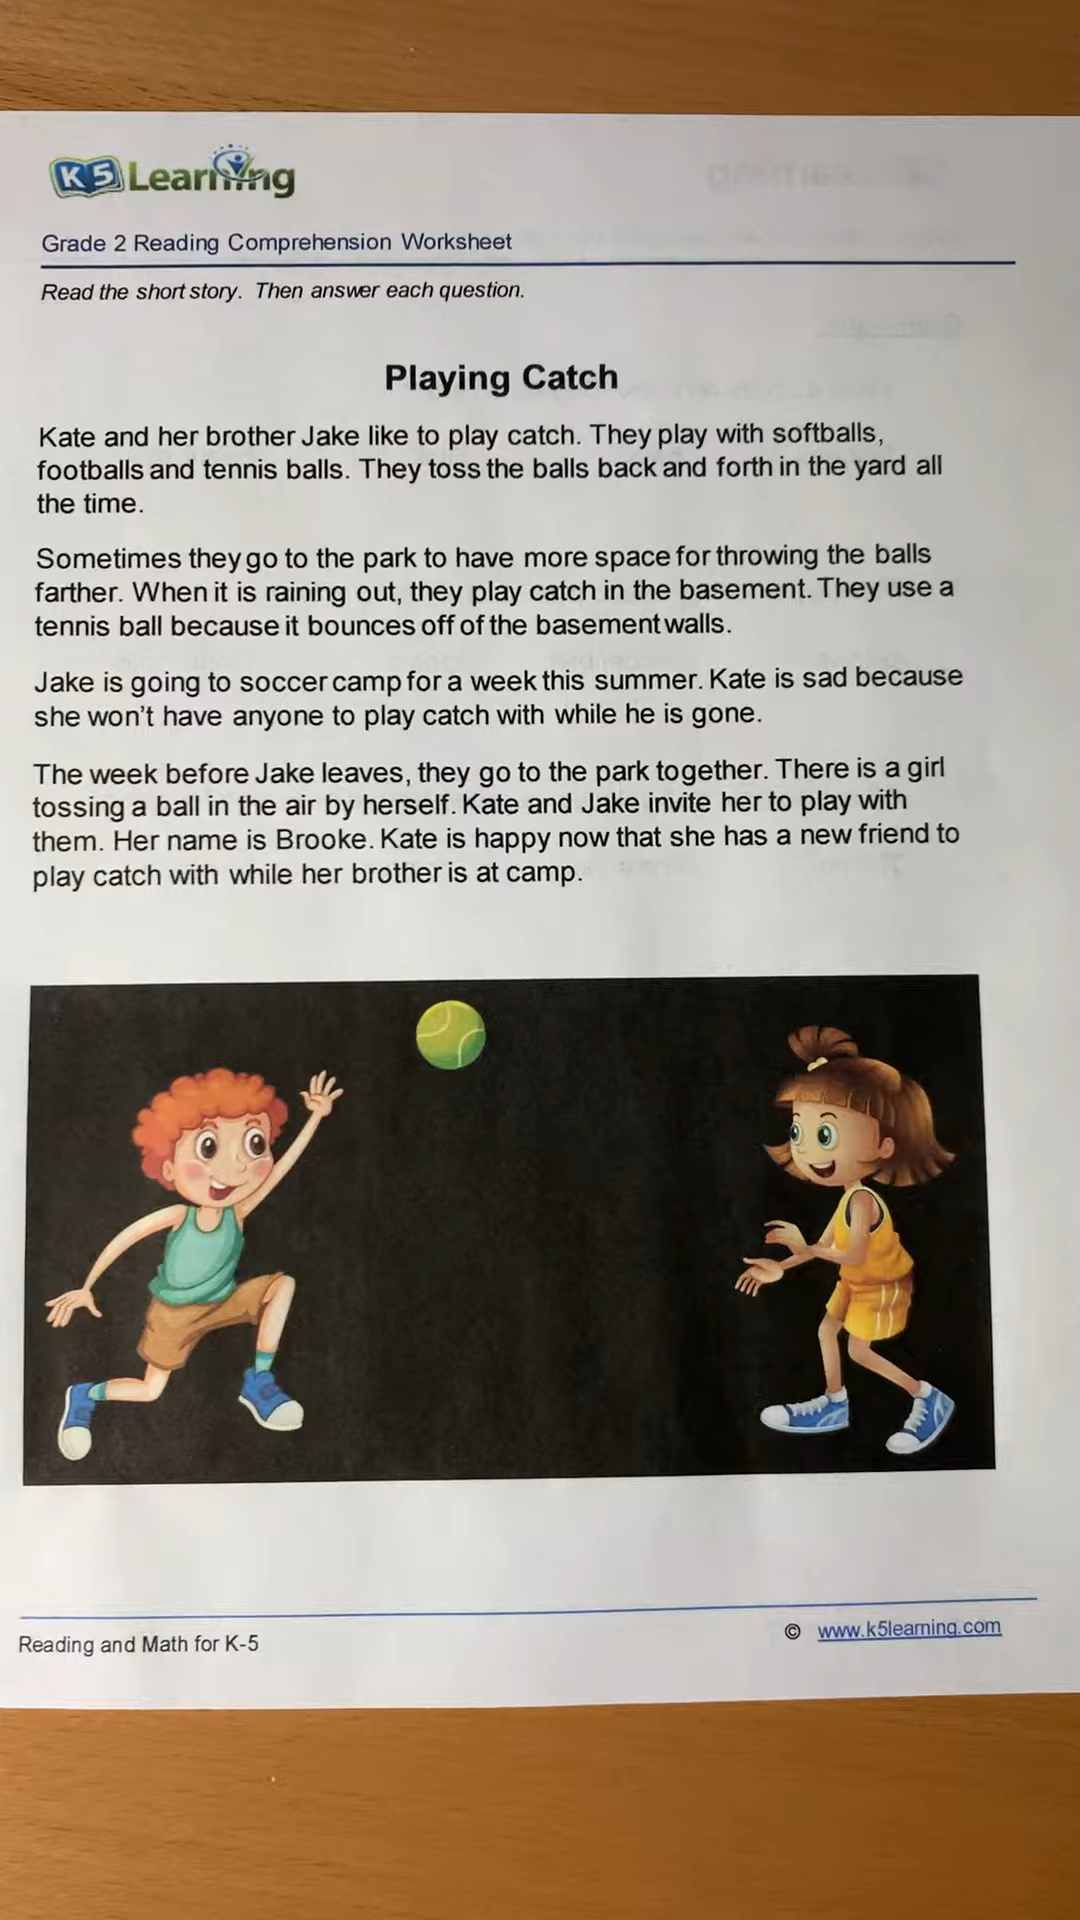 K5 Learning
Grade 2 Reading Comprehension Worksheet
Read the short story. Then answer each question.
Playing Catch
Kate and her brother Jake like to play catch. They play with softballs,
footballs and tennis balls. They toss the balls back and forth in the yard all
the time.
Sometimes they go to the park to have more space for throwing the balls
farther. When it is raining out, they play catch in the basement. They use a
tennis ball because it bounces off of the basement walls.
Jake is going to soccer camp for a week this summer. Kate is sad because
she won't have anyone to play catch with while he is gone.
The week before Jake leaves, they go to the park together. There is a girl
tossing a ball in the air by herself. Kate and Jake invite her to play with
them. Her name is Brooke. Kate is happy now that she has a new friend to
play catch with while her brother is at camp.
Reading and Math for K-5
© www.k5learning.com